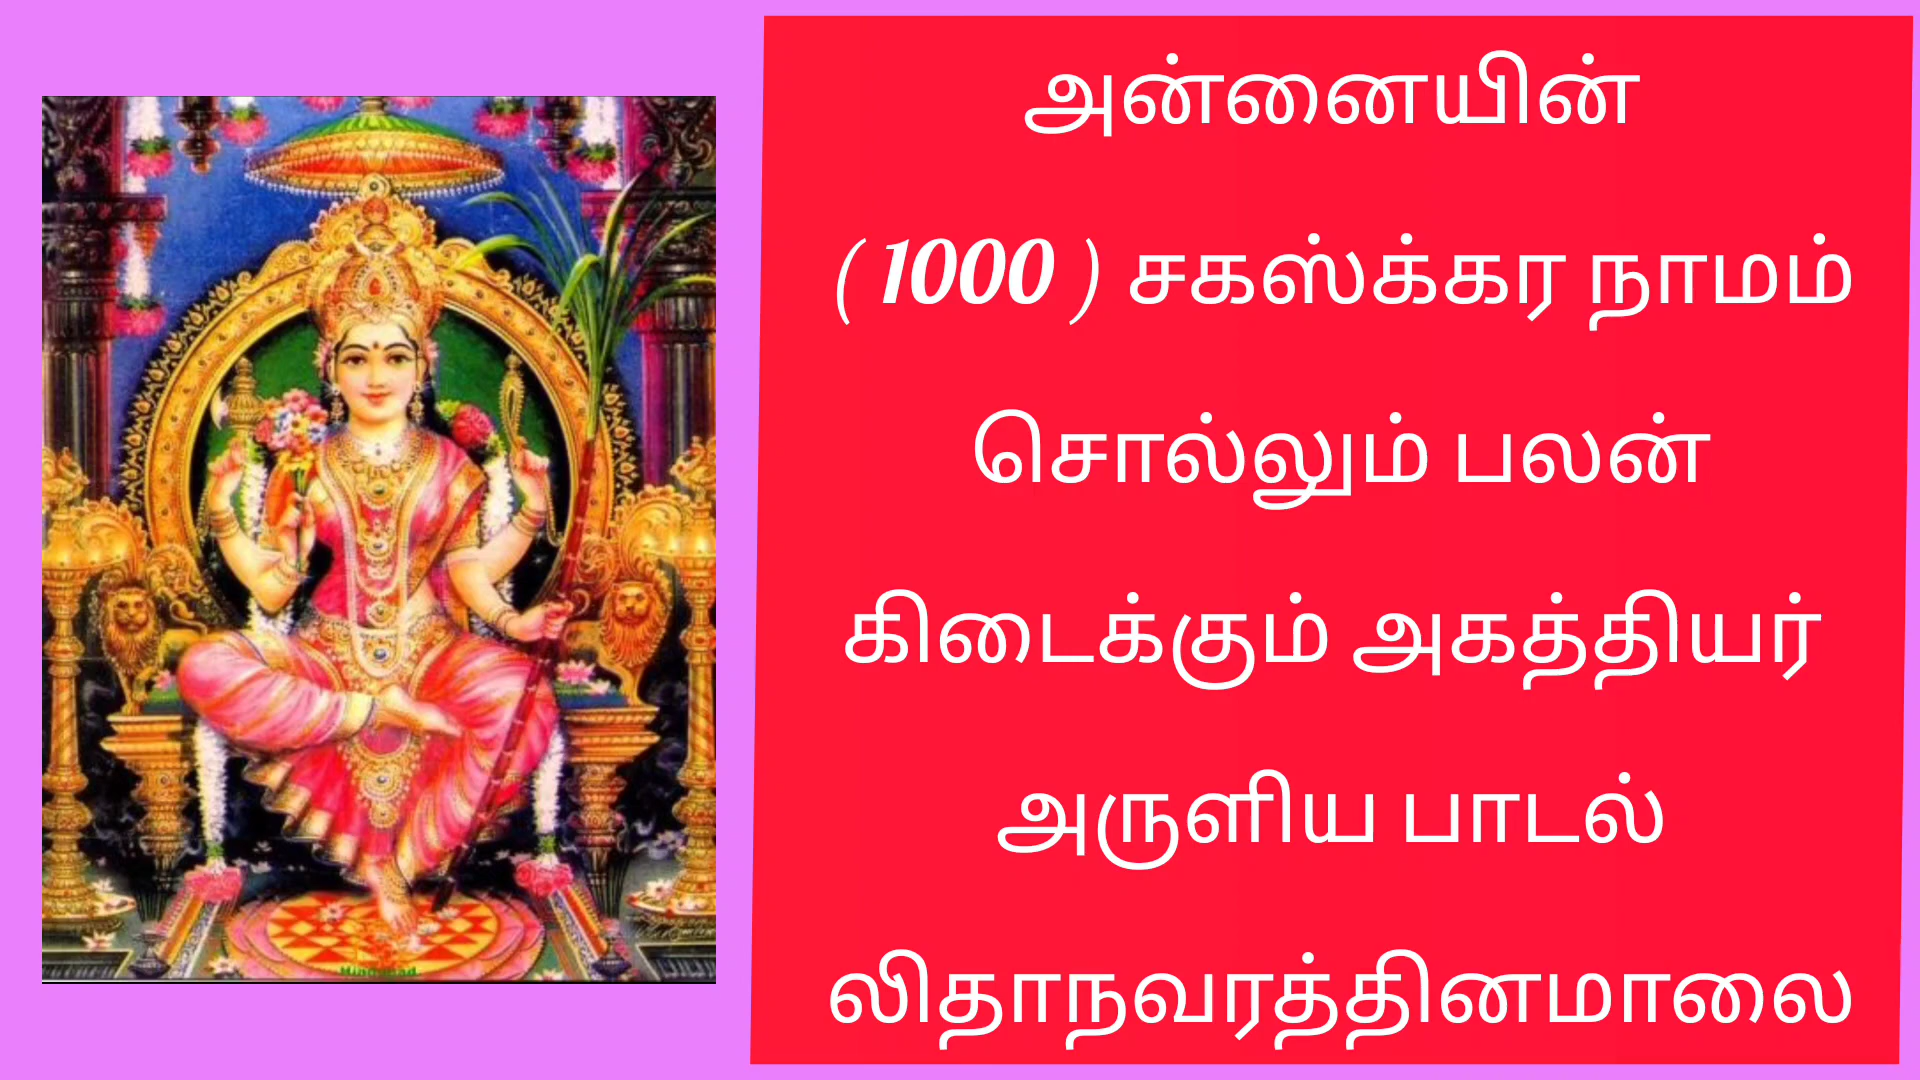 அன்னையின்
( 1000 ) சகஸ்க்கர நாமம்
சொல்லும் பலன்
கிடைக்கும் அகத்தியர்
அருளிய பாடல்
லிதாநவரத்தினமாலை